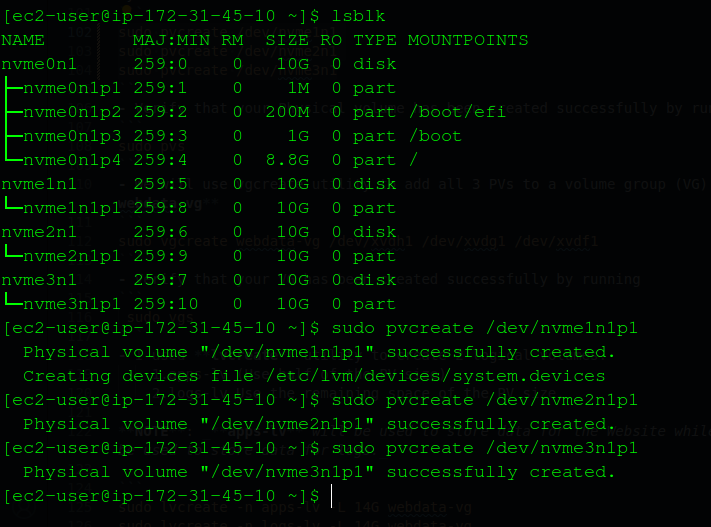 [ec2-user@ip-172-31-45-10 ~]$ lsblk
NAME        MAJ:MIN RM  SIZE RO TYPE MOUNTPOINTS
nvme0n1     259:0    0   10G  0 disk
├─nvme0n1p1 259:1    0    1M  0 part
├─nvme0n1p2 259:2    0  200M  0 part /boot/efi
├─nvme0n1p3 259:3    0    1G  0 part /boot
└─nvme0n1p4 259:4    0  8.8G  0 part /
nvme1n1     259:5    0   10G  0 disk
└─nvme1n1p1 259:8    0   10G  0 part
nvme2n1     259:6    0   10G  0 disk
└─nvme2n1p1 259:9    0   10G  0 part
nvme3n1     259:7    0   10G  0 disk
└─nvme3n1p1 259:10   0   10G  0 part
[ec2-user@ip-172-31-45-10 ~]$ sudo pvcreate /dev/nvme1n1p1
  Physical volume "/dev/nvme1n1p1" successfully created.
  Creating devices file /etc/lvm/devices/system.devices
[ec2-user@ip-172-31-45-10 ~]$ sudo pvcreate /dev/nvme2n1p1
  Physical volume "/dev/nvme2n1p1" successfully created.
[ec2-user@ip-172-31-45-10 ~]$ sudo pvcreate /dev/nvme3n1p1
  Physical volume "/dev/nvme3n1p1" successfully created.
[ec2-user@ip-172-31-45-10 ~]$